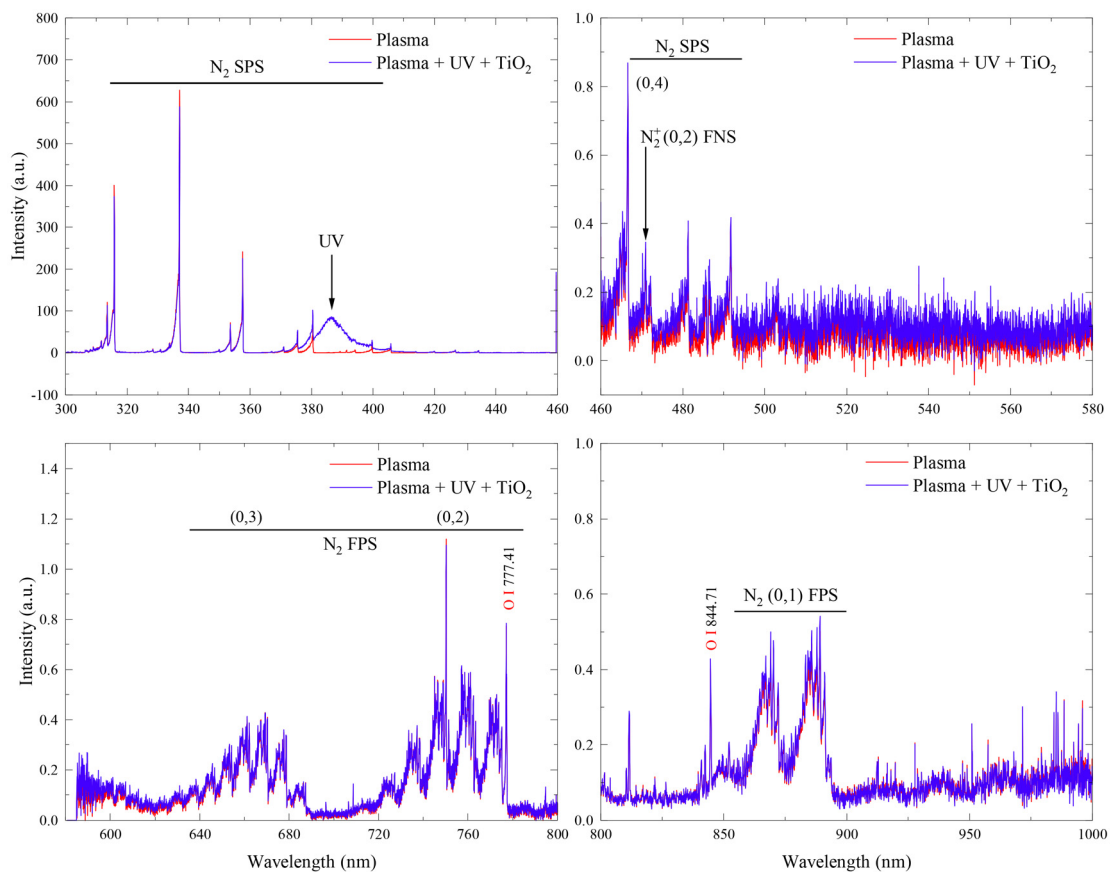 800
700
600
500
400
300
200
100
0
-100
300 320 340 360 380 400 420 440 460
Intensity (a.u.)
Plasma
Plasma + UV + TiO₂
N₂ SPS
UV
1.0
0.8
0.6
0.4
0.2
0.0
460 480 500 520 540 560 580
Plasma
Plasma + UV + TiO₂
N₂ SPS
(0,4)
N₂⁺(0,2) FNS
1.4
1.2
1.0
0.8
0.6
0.4
0.2
0.0
600 640 680 720 760 800
Intensity (a.u.)
Wavelength (nm)
Plasma
Plasma + UV + TiO₂
(0,3) (0,2)
N₂ FPS
O I 777.41
1.0
0.8
0.6
0.4
0.2
0.0
800 850 900 950 1000
Wavelength (nm)
Plasma
Plasma + UV + TiO₂
O I 844.71
N₂ (0,1) FPS